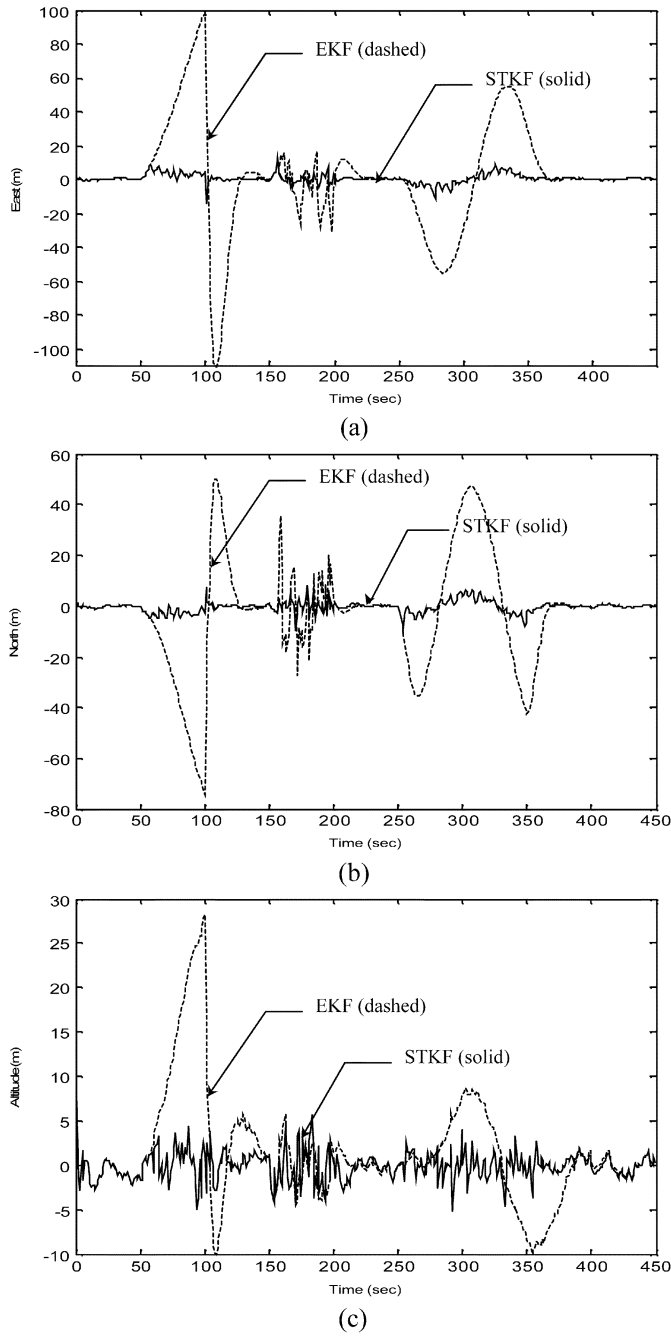 100
80
60
40
20
0
-20
-40
-60
-80
-100
East (m)
EKF (dashed)
STKF (solid)
0 50 100 150 200 250 300 350 400
Time (sec)
(a)
60
40
20
0
-20
-40
-60
-80
North (m)
EKF (dashed)
STKF (solid)
0 50 100 150 200 250 300 350 400 450
Time (sec)
(b)
30
25
20
15
10
5
0
-5
-10
Altitude (m)
EKF (dashed)
STKF (solid)
0 50 100 150 200 250 300 350 400 450
Time (sec)
(c)